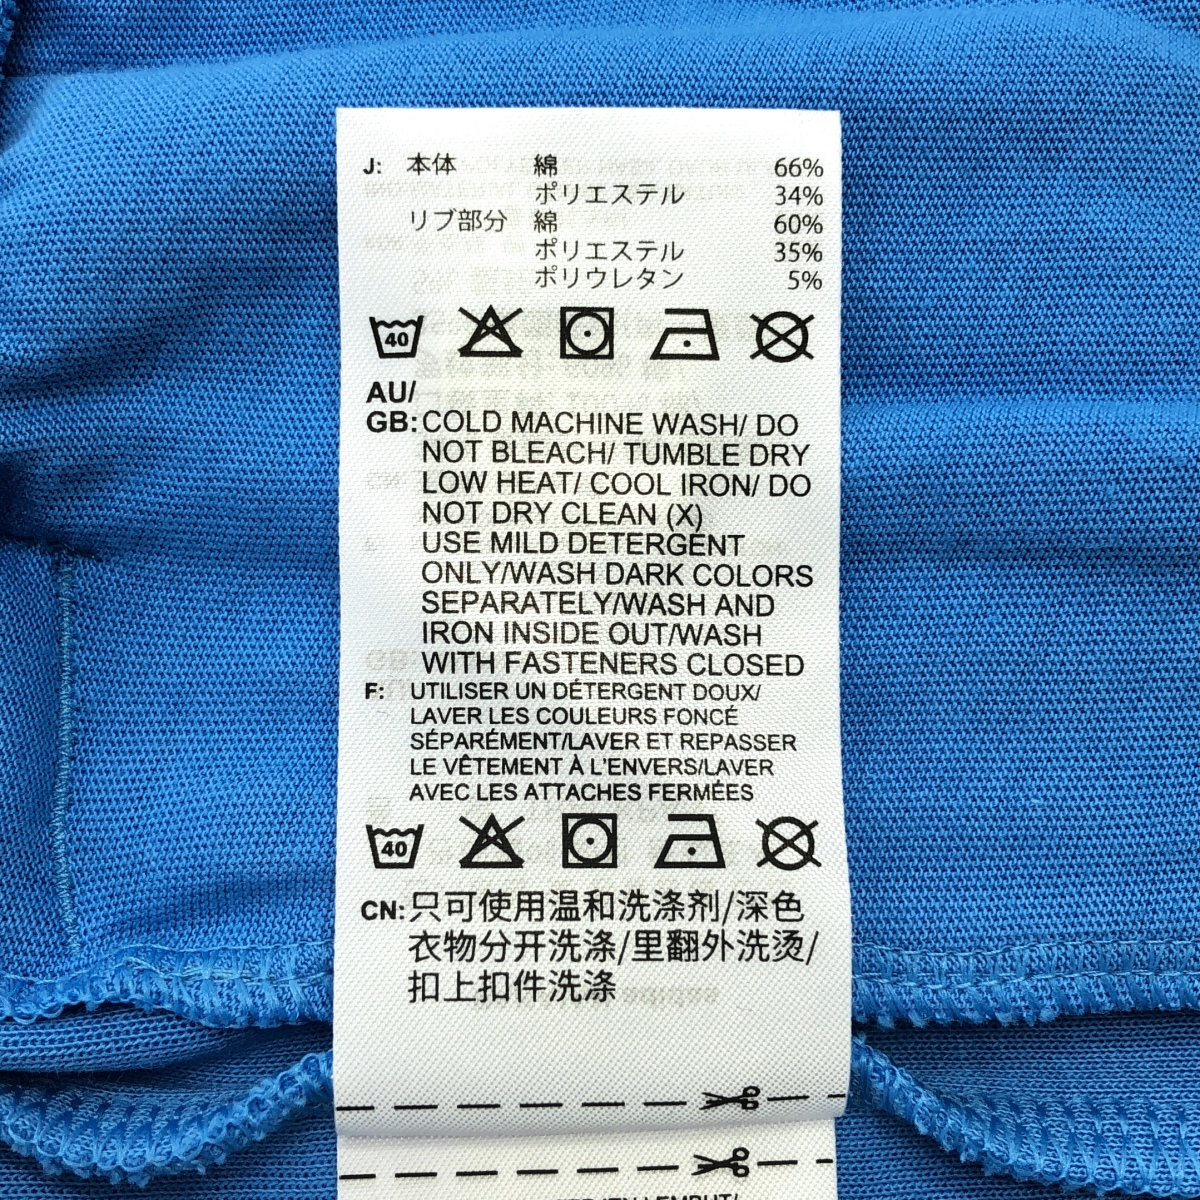 J: 本体 綿 66%
ポリエステル 34%
リブ部分 綿 60%
ポリエステル 35%
ポリウレタン 5%
40
AU/
GB: COLD MACHINE WASH/ DO
NOT BLEACH/ TUMBLE DRY
LOW HEAT/ COOL IRON/ DO
NOT DRY CLEAN (X)
USE MILD DETERGENT
ONLY/WASH DARK COLORS
SEPARATELY/WASH AND
IRON INSIDE OUT/WASH
WITH FASTENERS CLOSED
F: UTILISER UN DÉTERGENT DOUX/
LAVER LES COULEURS FONCÉ
SÉPARÉMENT/LAVER ET REPASSER
LE VÊTEMENT À L'ENVERS/LAVER
AVEC LES ATTACHES FERMÉES
40
CN: 只可使用温和洗涤剂/深色
衣物分开洗涤/里翻外洗烫/
扣上扣件洗涤